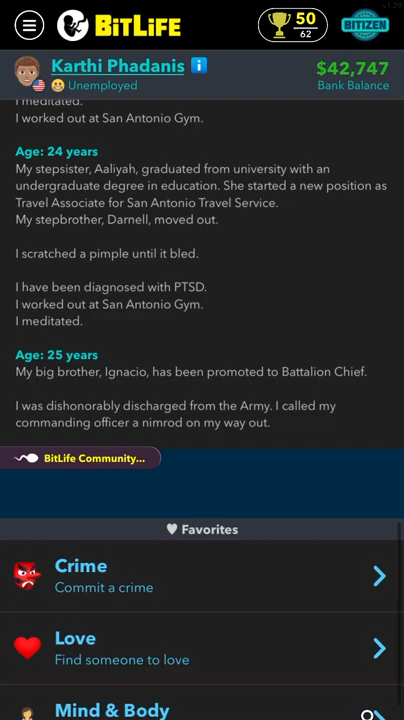 v1.29
BitLife
50
62
BITIZEN
Karthi Phadanis
$42,747
Unemployed
Bank Balance
I meditated.
I worked out at San Antonio Gym.
Age: 24 years
My stepsister, Aaliyah, graduated from university with an
undergraduate degree in education. She started a new position as
Travel Associate for San Antonio Travel Service.
My stepbrother, Darnell, moved out.
I scratched a pimple until it bled.
I have been diagnosed with PTSD.
I worked out at San Antonio Gym.
I meditated.
Age: 25 years
My big brother, Ignacio, has been promoted to Battalion Chief.
I was dishonorably discharged from the Army. I called my
commanding officer a nimrod on my way out.
BitLife Community...
Favorites
Crime
Commit a crime
Love
Find someone to love
Mind & Body